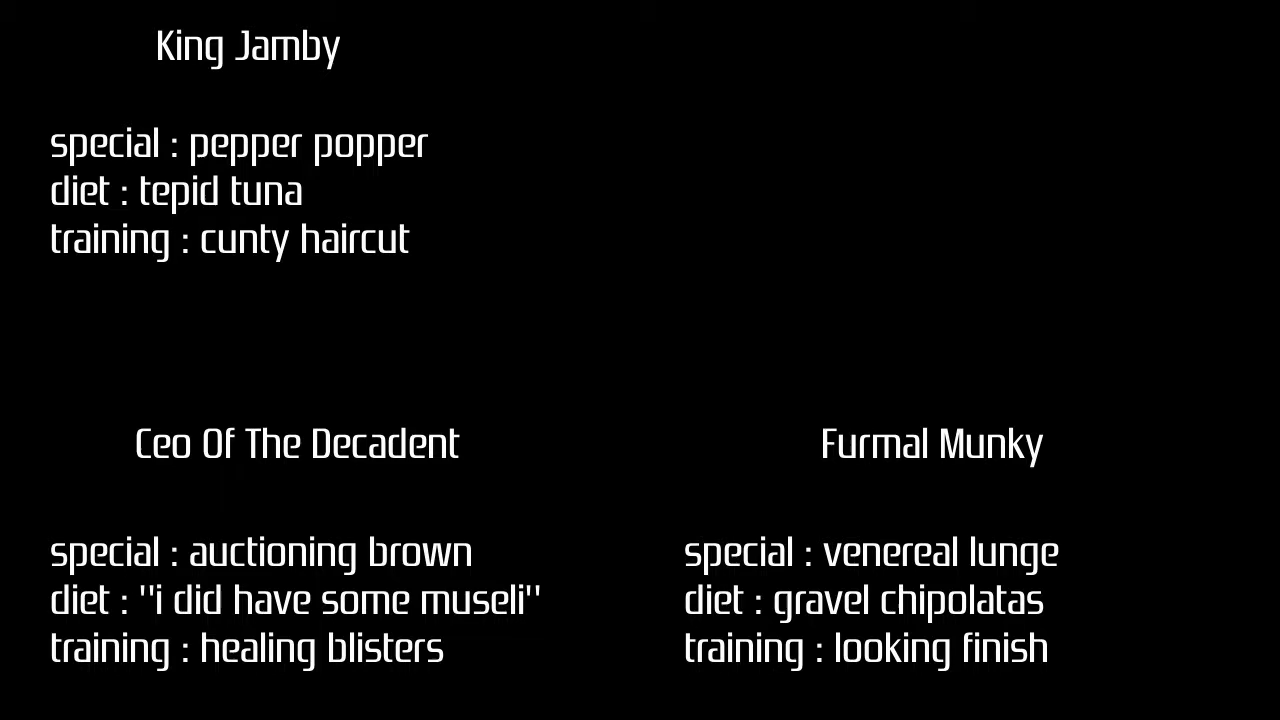 King Jamby
special : pepper popper
diet : tepid tuna
training : cunty haircut
Ceo Of The Decadent
special : auctioning brown
diet : "i did have some museli"
training : healing blisters
Furmal Munky
special : venereal lunge
diet : gravel chipolatas
training : looking finish